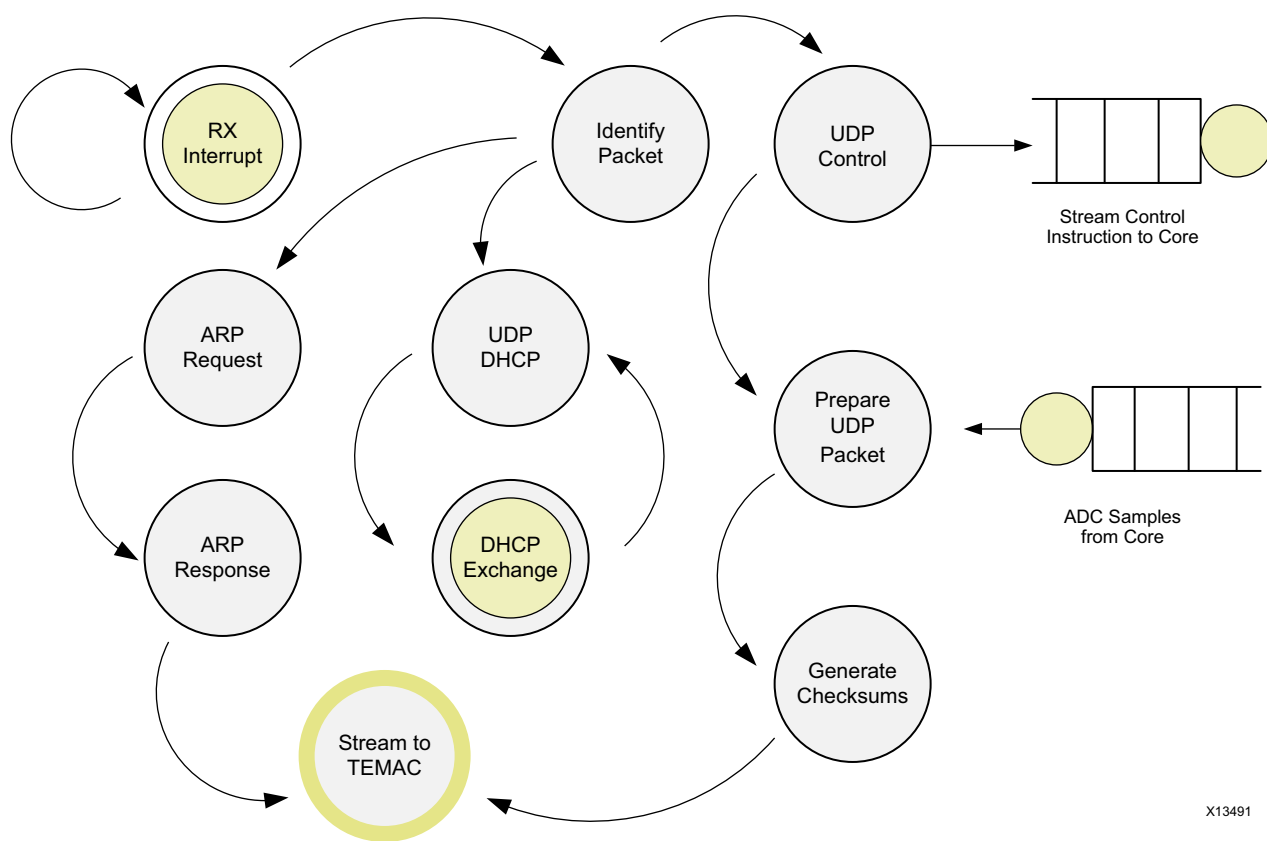 RX
Interrupt
Identify
Packet
UDP
Control
Stream Control
Instruction to Core
ARP
Request
UDP
DHCP
Prepare
UDP
Packet
ADC Samples
from Core
ARP
Response
DHCP
Exchange
Generate
Checksums
Stream to
TEMAC
X13491